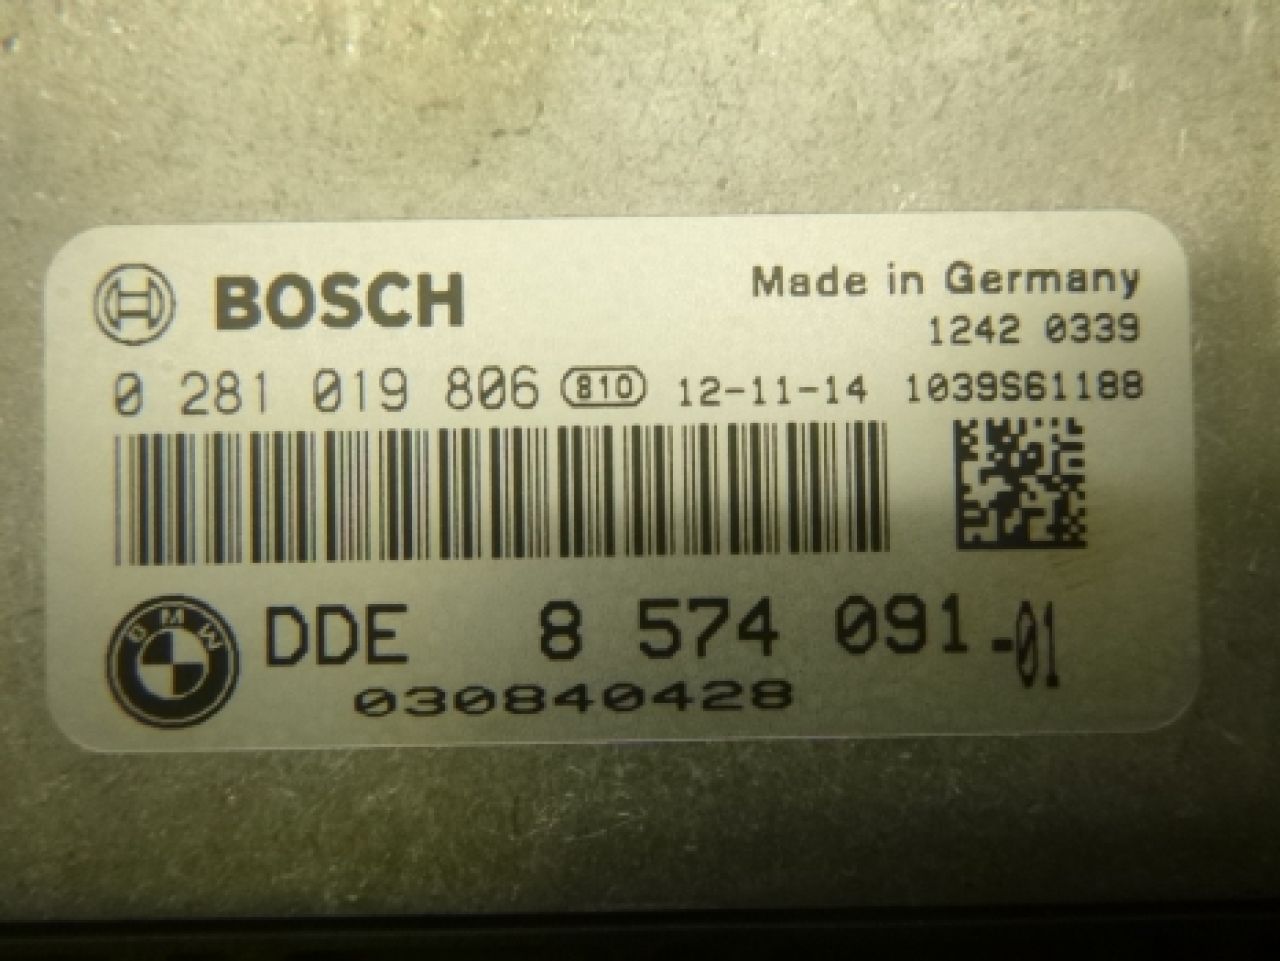 BOSCH
Made in Germany
1242 0339
0 281 019 806 810 12-11-14 1039S61188
BMW
DDE 8 574 091-01
030840428